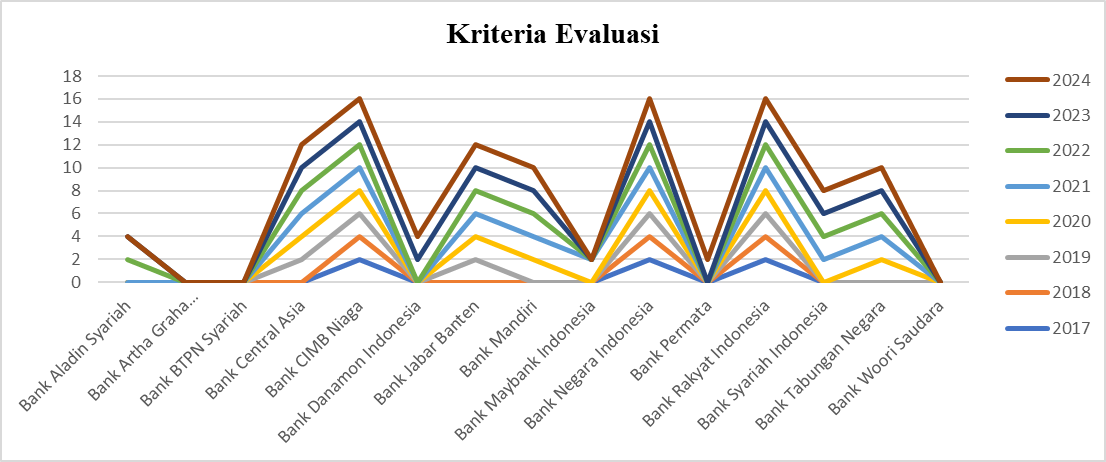 Kriteria Evaluasi
18
16
14
12
10
8
6
4
2
0
Bank Aladin Syariah
Bank Artha Graha...
Bank BTPN Syariah
Bank Central Asia
Bank CIMB Niaga
Bank Danamon Indonesia
Bank Jabar Banten
Bank Mandiri
Bank Maybank Indonesia
Bank Negara Indonesia
Bank Permata
Bank Rakyat Indonesia
Bank Syariah Indonesia
Bank Tabungan Negara
Bank Woori Saudara
2024
2023
2022
2021
2020
2019
2018
2017